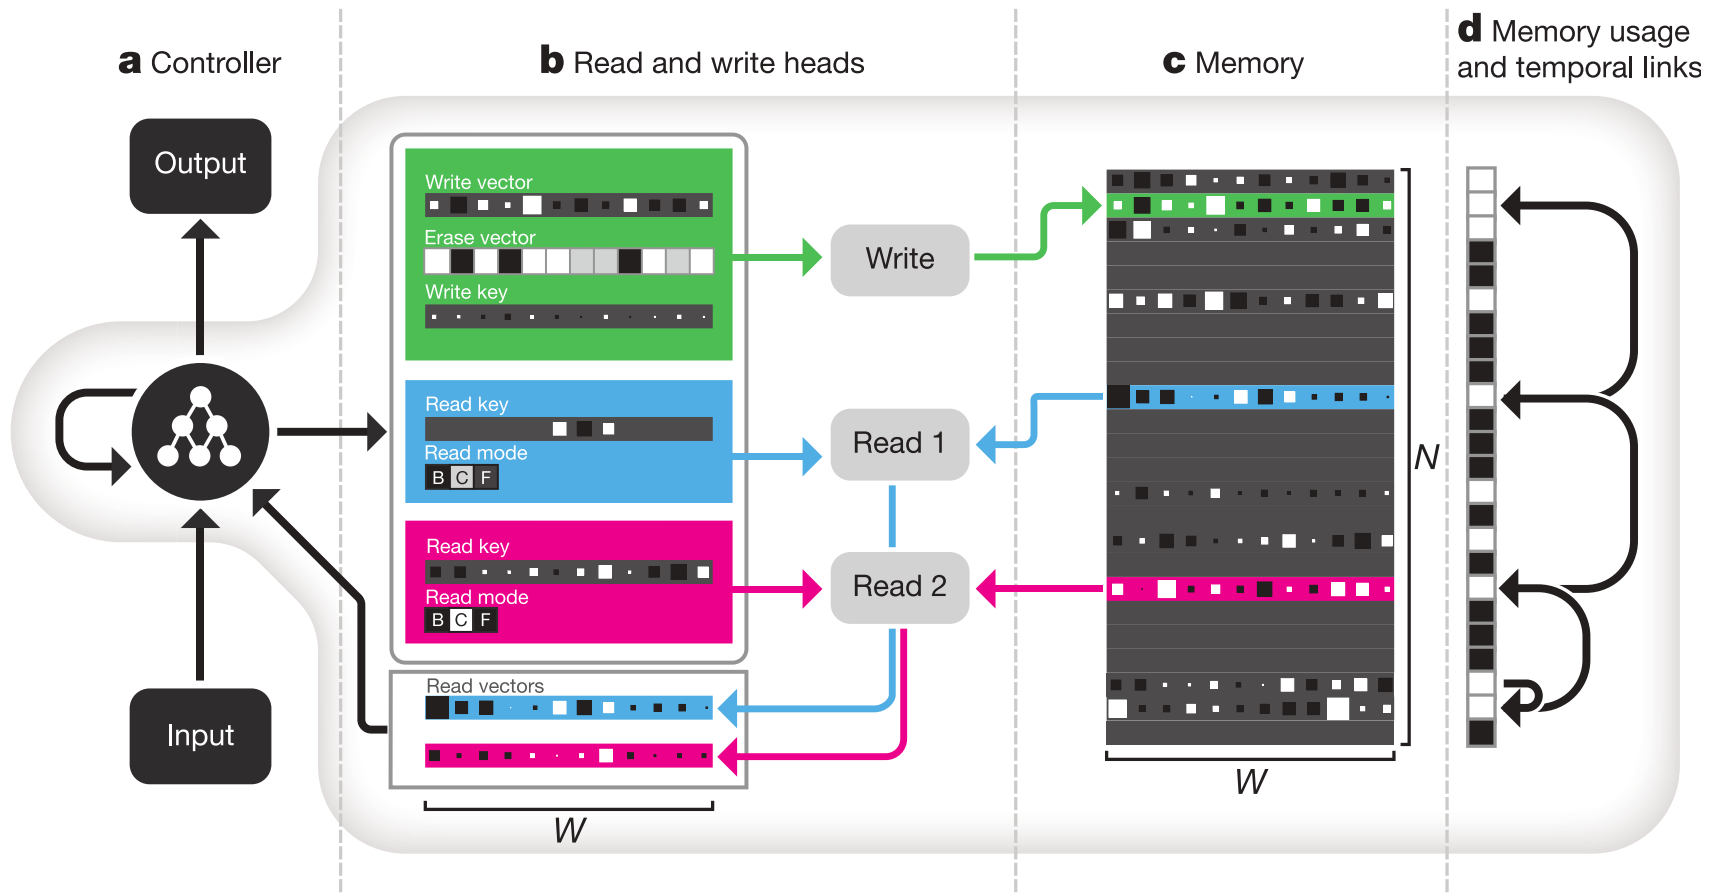 a Controller
b Read and write heads
c Memory
d Memory usage
and temporal links
Output
Input
Write vector
Erase vector
Write key
Read key
Read mode
B C F
Read key
Read mode
B C F
Read vectors
W
Write
Read 1
Read 2
N
W